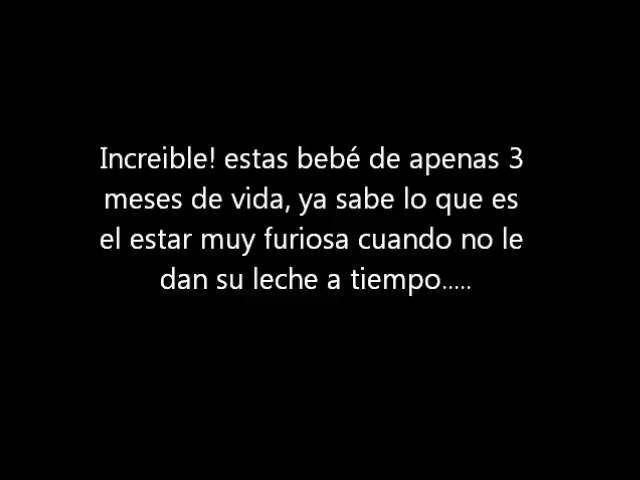 Increible! estas bebé de apenas 3
meses de vida, ya sabe lo que es
el estar muy furiosa cuando no le
dan su leche a tiempo.....